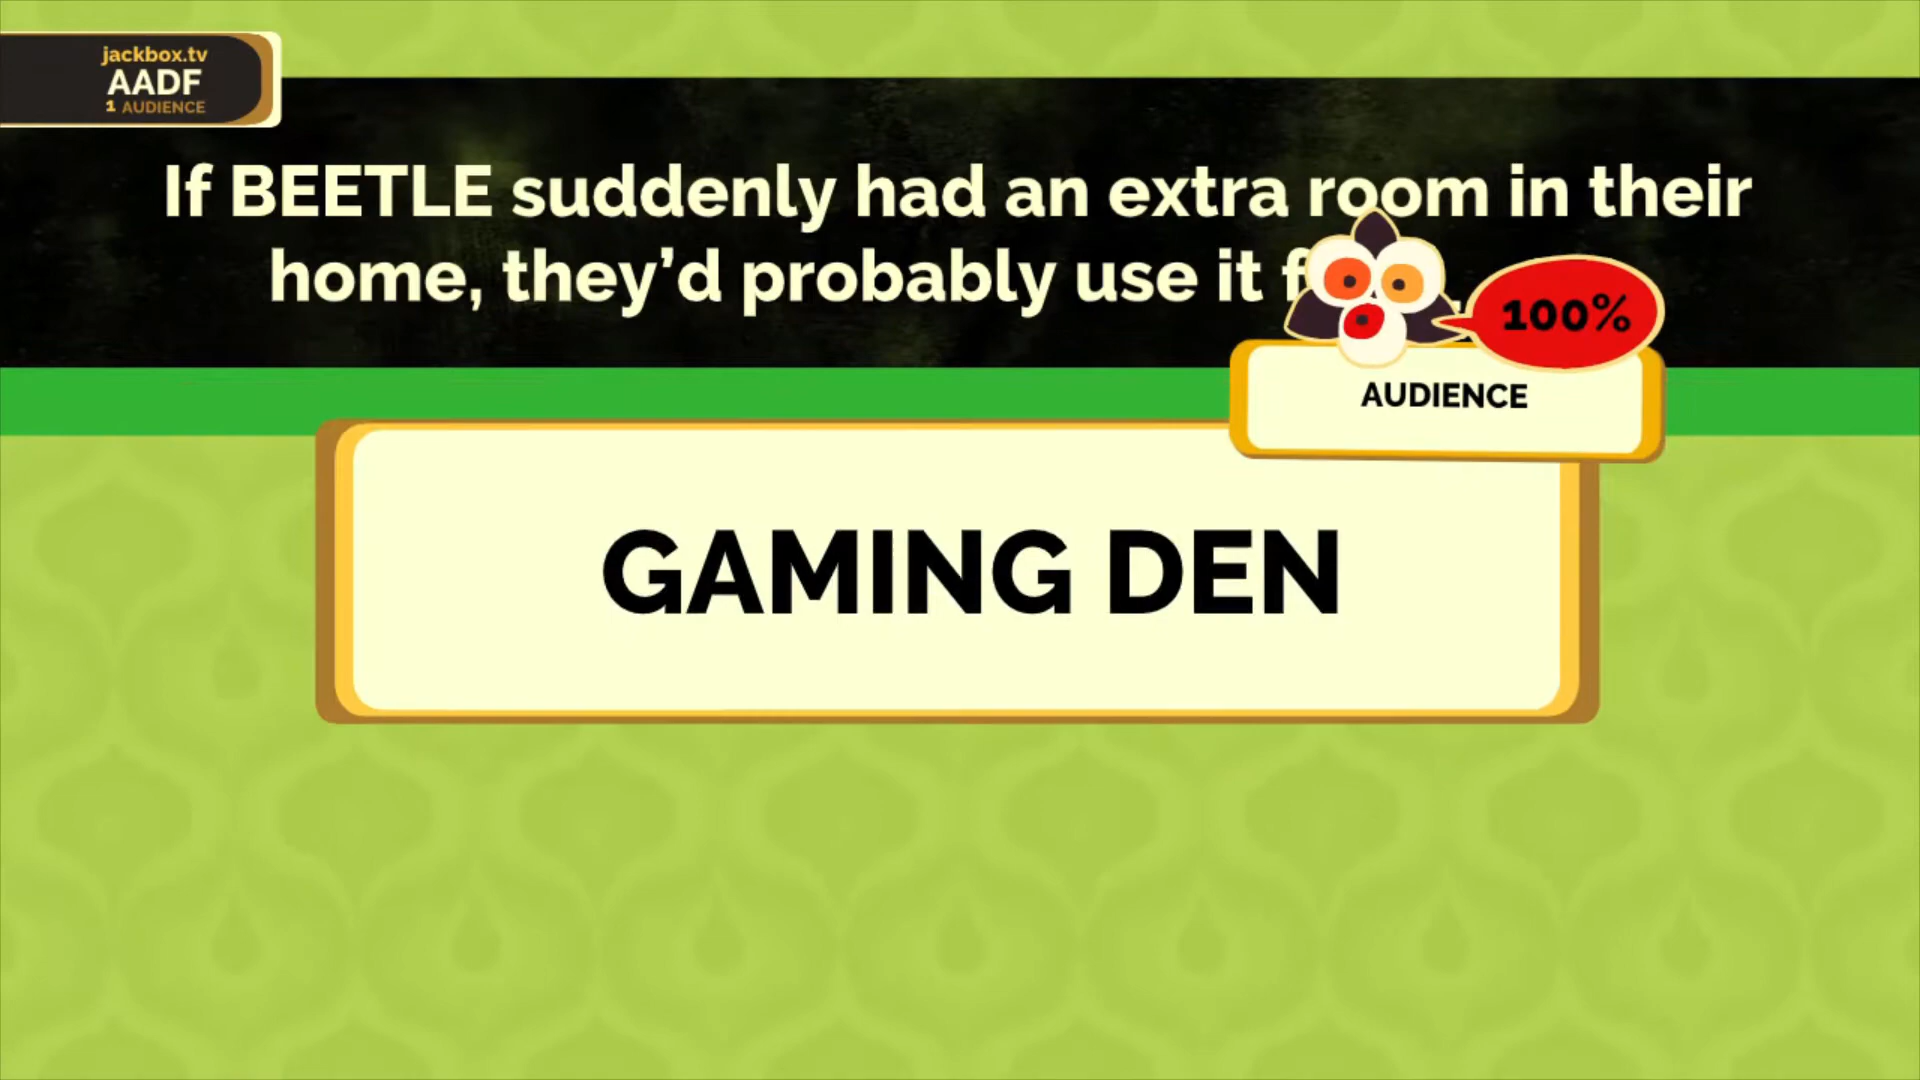 jackbox.tv
AADF
1 AUDIENCE
If BEETLE suddenly had an extra room in their
home, they’d probably use it
100%
AUDIENCE
GAMING DEN